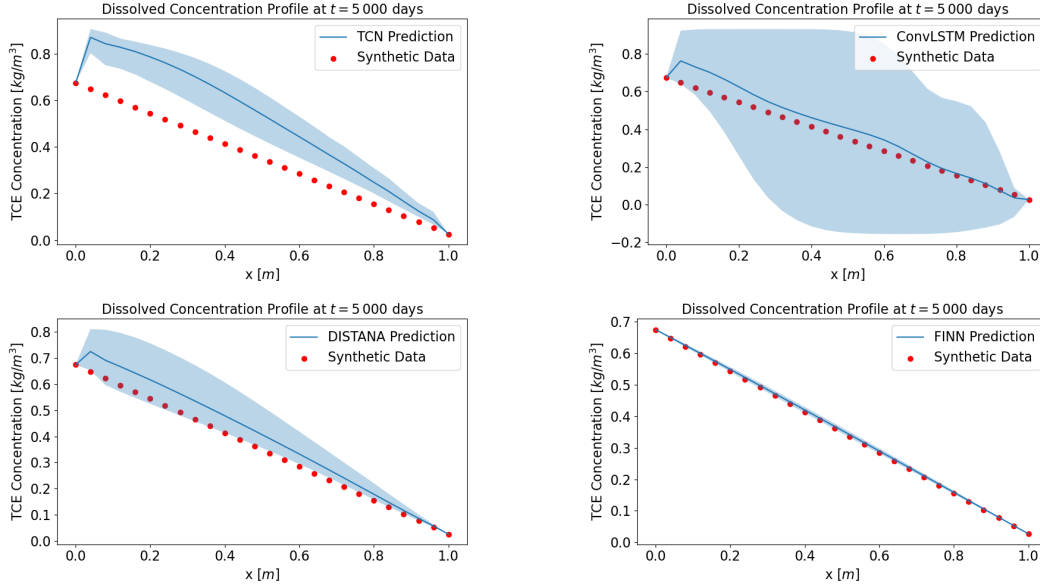 Dissolved Concentration Profile at t = 5 000 days
TCE Concentration [kg/m³]
0.8
0.6
0.4
0.2
0.0
TCN Prediction
Synthetic Data
0.0 0.2 0.4 0.6 0.8 1.0
x [m]
Dissolved Concentration Profile at t = 5 000 days
TCE Concentration [kg/m³]
0.8
0.6
0.4
0.2
0.0
−0.2
ConvLSTM Prediction
Synthetic Data
0.0 0.2 0.4 0.6 0.8 1.0
x [m]
Dissolved Concentration Profile at t = 5 000 days
TCE Concentration [kg/m³]
0.8
0.7
0.6
0.5
0.4
0.3
0.2
0.1
0.0
DISTANA Prediction
Synthetic Data
0.0 0.2 0.4 0.6 0.8 1.0
x [m]
Dissolved Concentration Profile at t = 5 000 days
TCE Concentration [kg/m³]
0.7
0.6
0.5
0.4
0.3
0.2
0.1
0.0
FINN Prediction
Synthetic Data
0.0 0.2 0.4 0.6 0.8 1.0
x [m]